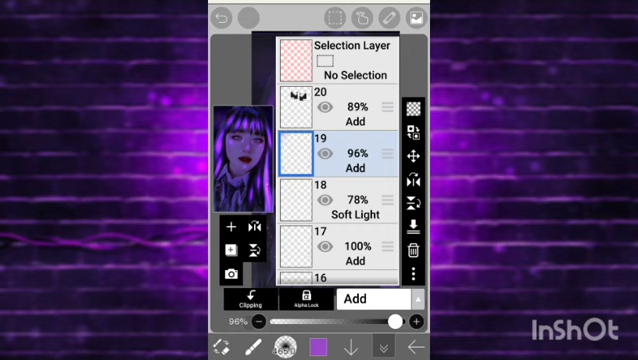 Selection Layer
No Selection
20
89%
Add
19
96%
Add
18
78%
Soft Light
17
100%
Add
16
Clipping
Alpha Lock
Add
96%
InShOt